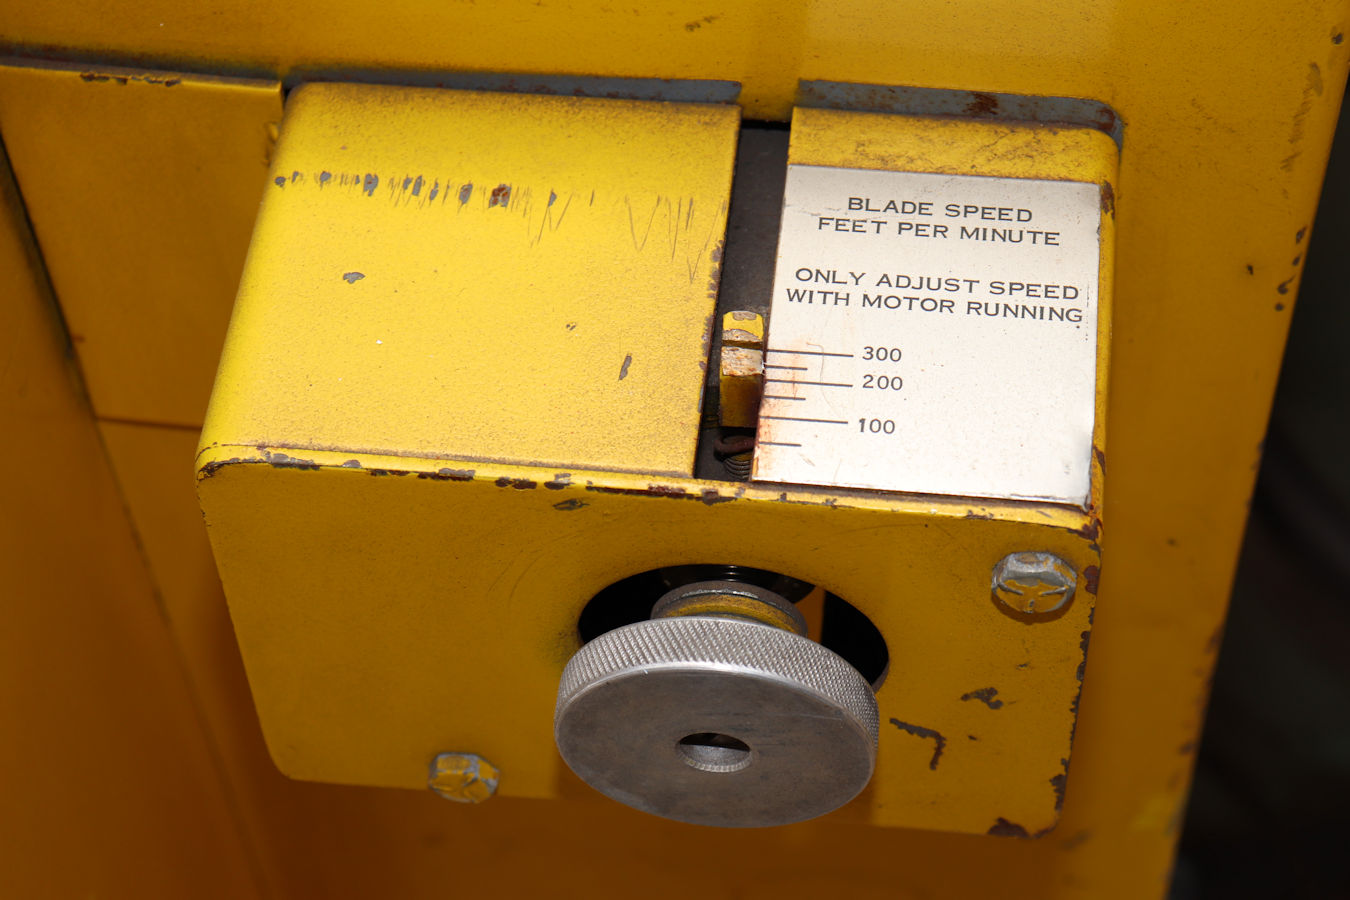 BLADE SPEED
FEET PER MINUTE
ONLY ADJUST SPEED
WITH MOTOR RUNNING
300
200
100